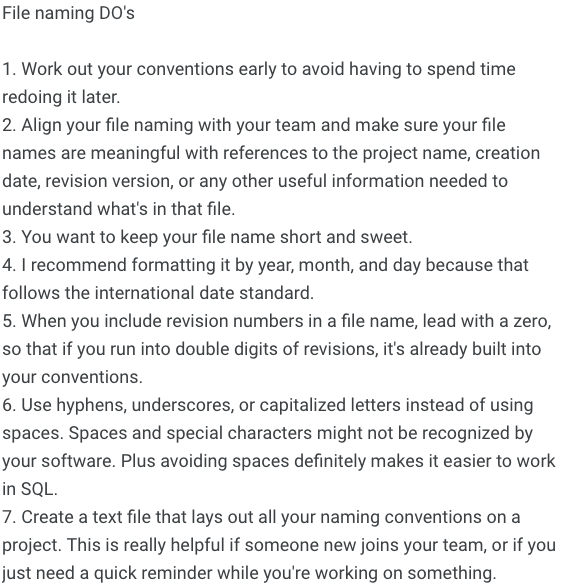 File naming DO's
1. Work out your conventions early to avoid having to spend time
redoing it later.
2. Align your file naming with your team and make sure your file
names are meaningful with references to the project name, creation
date, revision version, or any other useful information needed to
understand what's in that file.
3. You want to keep your file name short and sweet.
4. I recommend formatting it by year, month, and day because that
follows the international date standard.
5. When you include revision numbers in a file name, lead with a zero,
so that if you run into double digits of revisions, it's already built into
your conventions.
6. Use hyphens, underscores, or capitalized letters instead of using
spaces. Spaces and special characters might not be recognized by
your software. Plus avoiding spaces definitely makes it easier to work
in SQL.
7. Create a text file that lays out all your naming conventions on a
project. This is really helpful if someone new joins your team, or if you
just need a quick reminder while you're working on something.